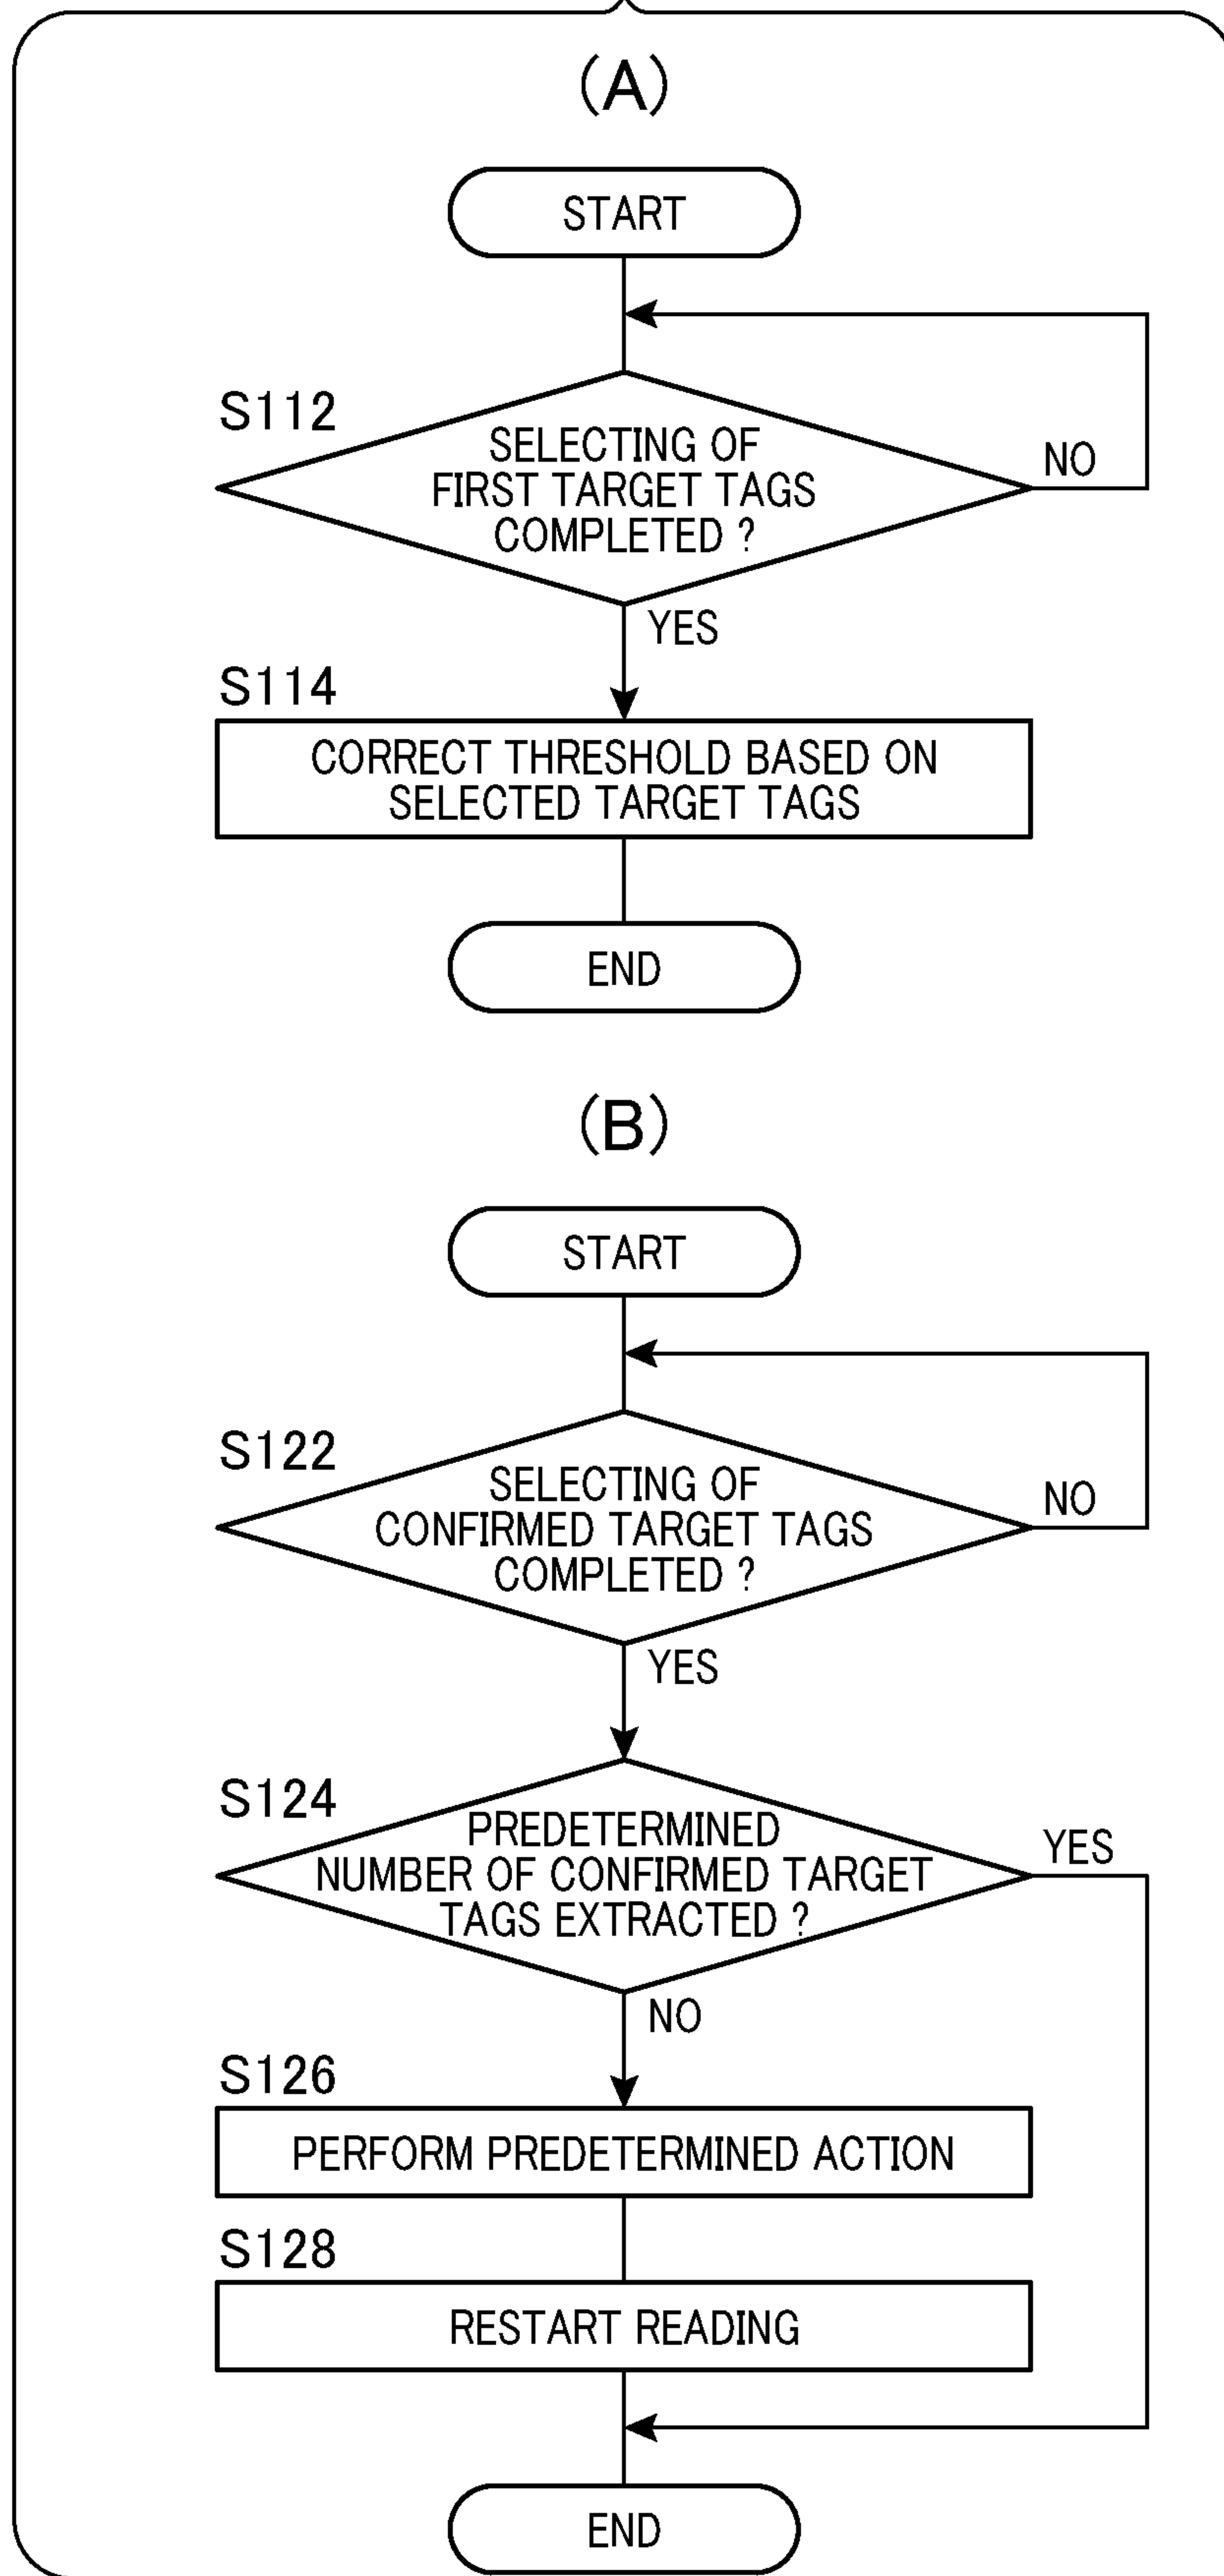 (A)
START
S112
SELECTING OF
FIRST TARGET TAGS
COMPLETED ?
NO
YES
S114
CORRECT THRESHOLD BASED ON
SELECTED TARGET TAGS
END
(B)
START
S122
SELECTING OF
CONFIRMED TARGET TAGS
COMPLETED ?
NO
YES
S124
PREDETERMINED
NUMBER OF CONFIRMED TARGET
TAGS EXTRACTED ?
YES
NO
S126
PERFORM PREDETERMINED ACTION
S128
RESTART READING
END